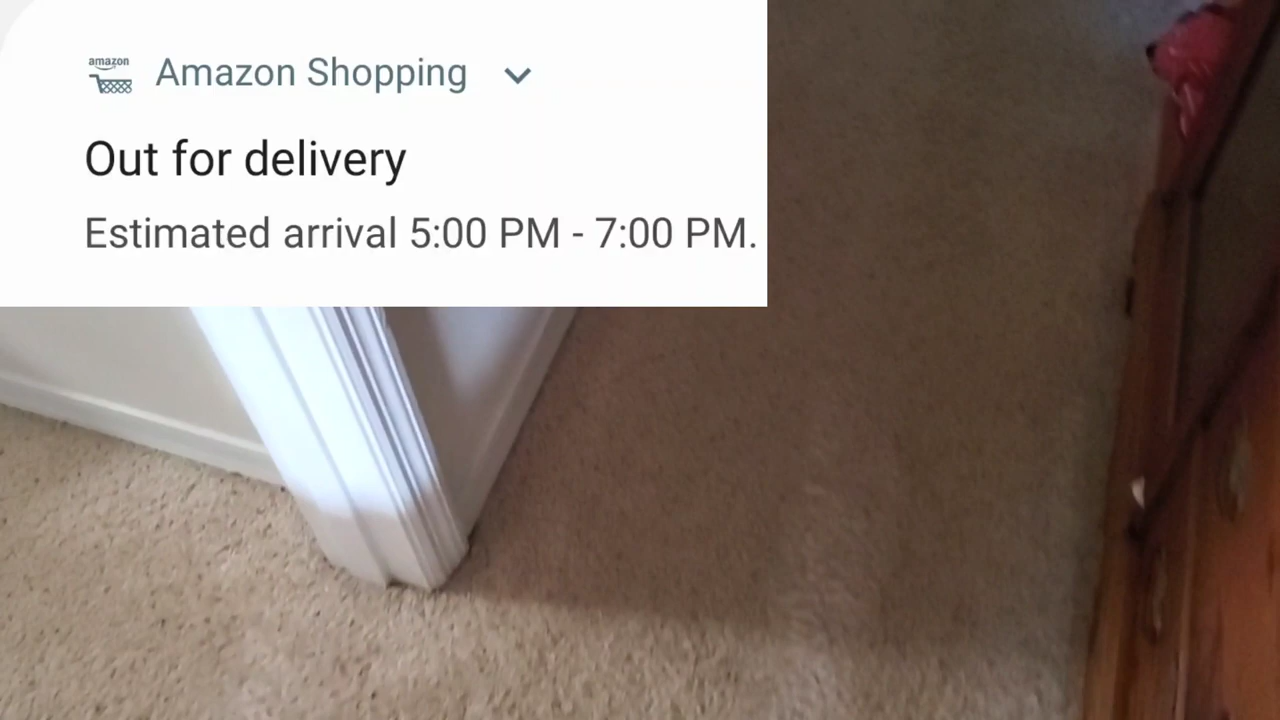 amazon
Amazon Shopping
Out for delivery
Estimated arrival 5:00 PM - 7:00 PM.